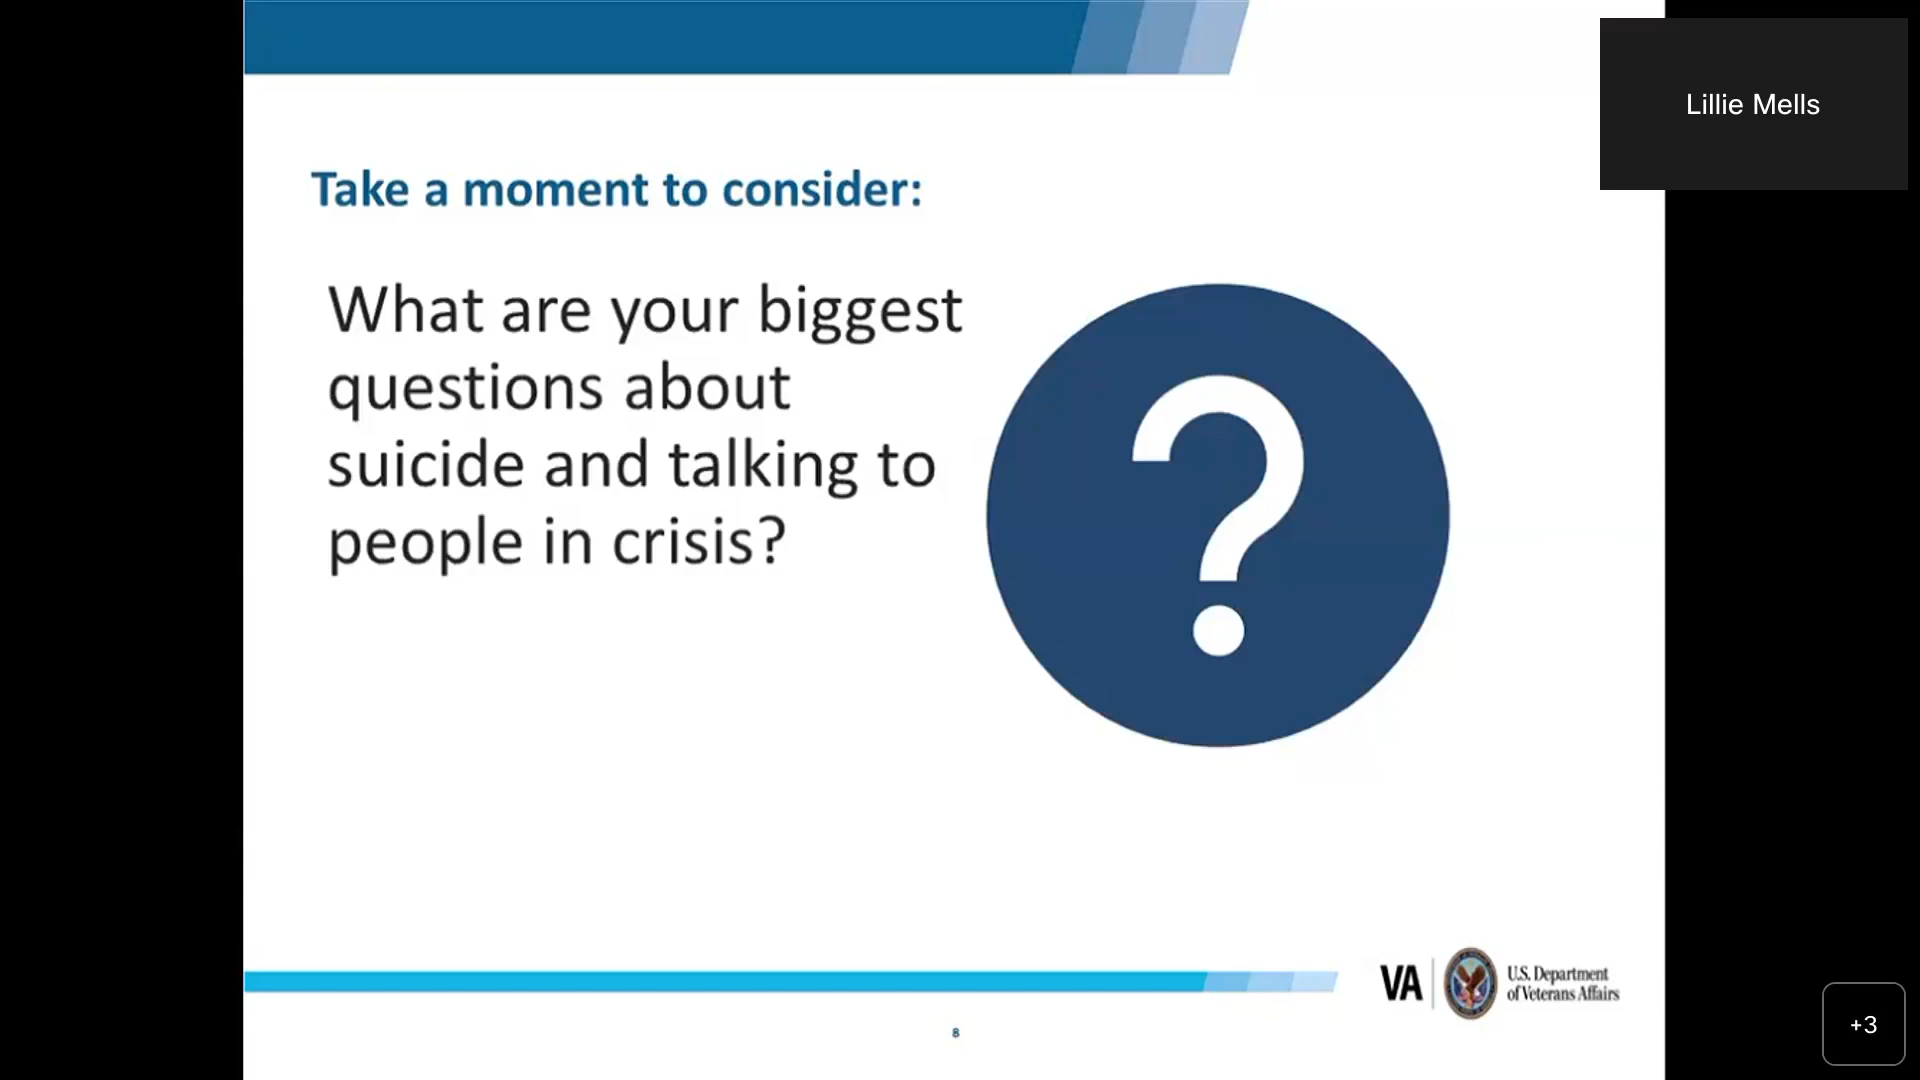 Lillie Mells
Take a moment to consider:
What are your biggest
questions about
suicide and talking to
people in crisis?
?
VA
U.S. Department
of Veterans Affairs
8
+3